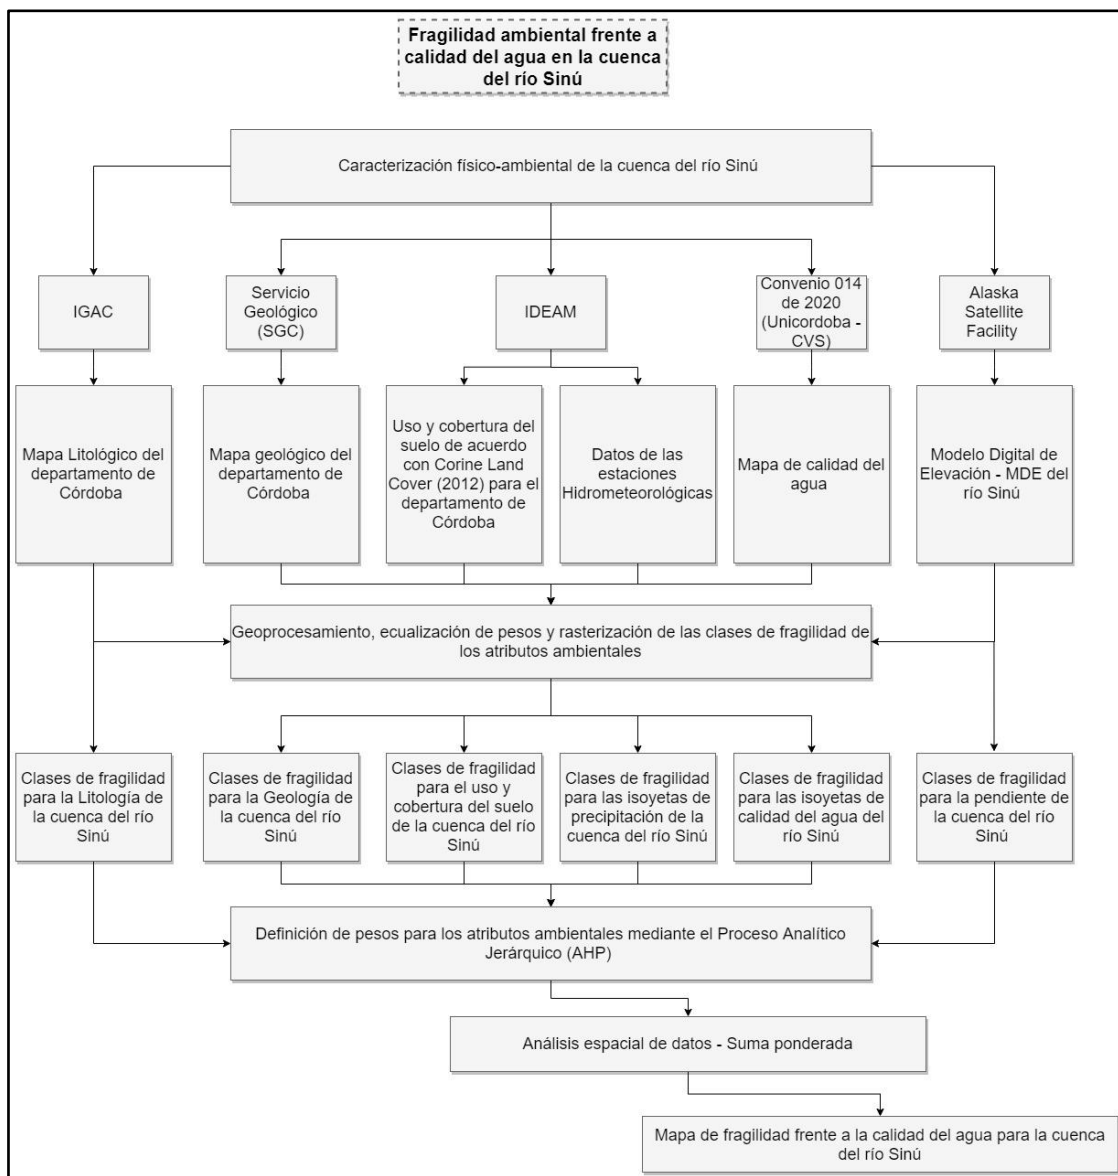 Fragilidad ambiental frente a
calidad del agua en la cuenca
del río Sinú
Caracterización físico-ambiental de la cuenca del río Sinú
IGAC
Servicio
Geológico
(SGC)
IDEAM
Convenio 014
de 2020
(Unicordoba -
CVS)
Alaska
Satellite
Facility
Mapa Litológico del
departamento de
Córdoba
Mapa geológico del
departamento de
Córdoba
Uso y cobertura del
suelo de acuerdo
con Corine Land
Cover (2012) para el
departamento de
Córdoba
Datos de las
estaciones
Hidrometeorológicas
Mapa de calidad del
agua
Modelo Digital de
Elevación - MDE del
río Sinú
Geoprocesamiento, ecualización de pesos y rasterización de las clases de fragilidad de
los atributos ambientales
Clases de fragilidad
para la Litología de
la cuenca del río
Sinú
Clases de fragilidad
para la Geología de
la cuenca del río
Sinú
Clases de fragilidad
para el uso y
cobertura del suelo
de la cuenca del río
Sinú
Clases de fragilidad
para las isoyetas de
precipitación de la
cuenca del río Sinú
Clases de fragilidad
para las isoyetas de
calidad del agua del
río Sinú
Clases de fragilidad
para la pendiente de
la cuenca del río
Sinú
Definición de pesos para los atributos ambientales mediante el Proceso Analítico
Jerárquico (AHP)
Análisis espacial de datos - Suma ponderada
Mapa de fragilidad frente a la calidad del agua para la cuenca
del río Sinú